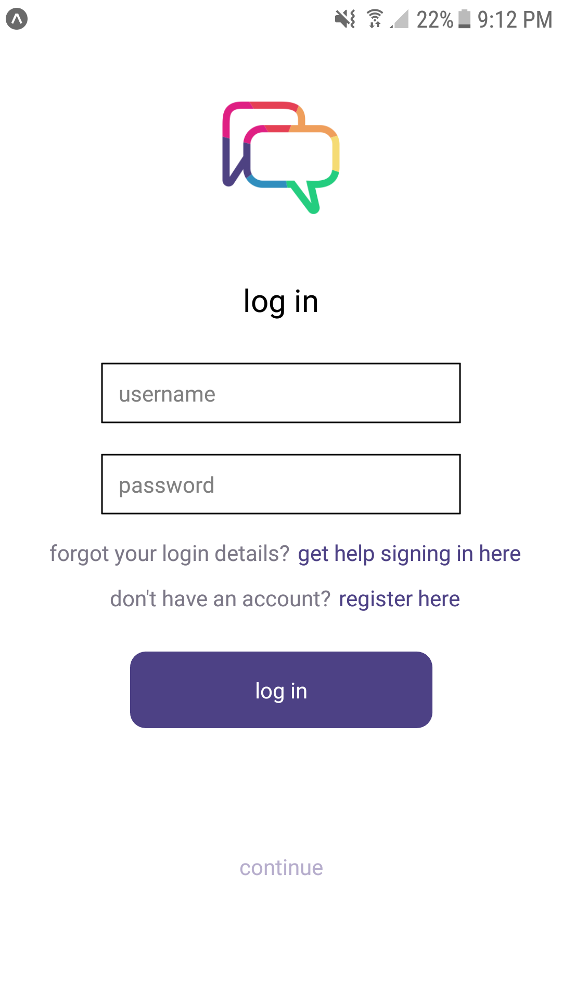 22% 9:12 PM
log in
username
password
forgot your login details? get help signing in here
don't have an account? register here
log in
continue